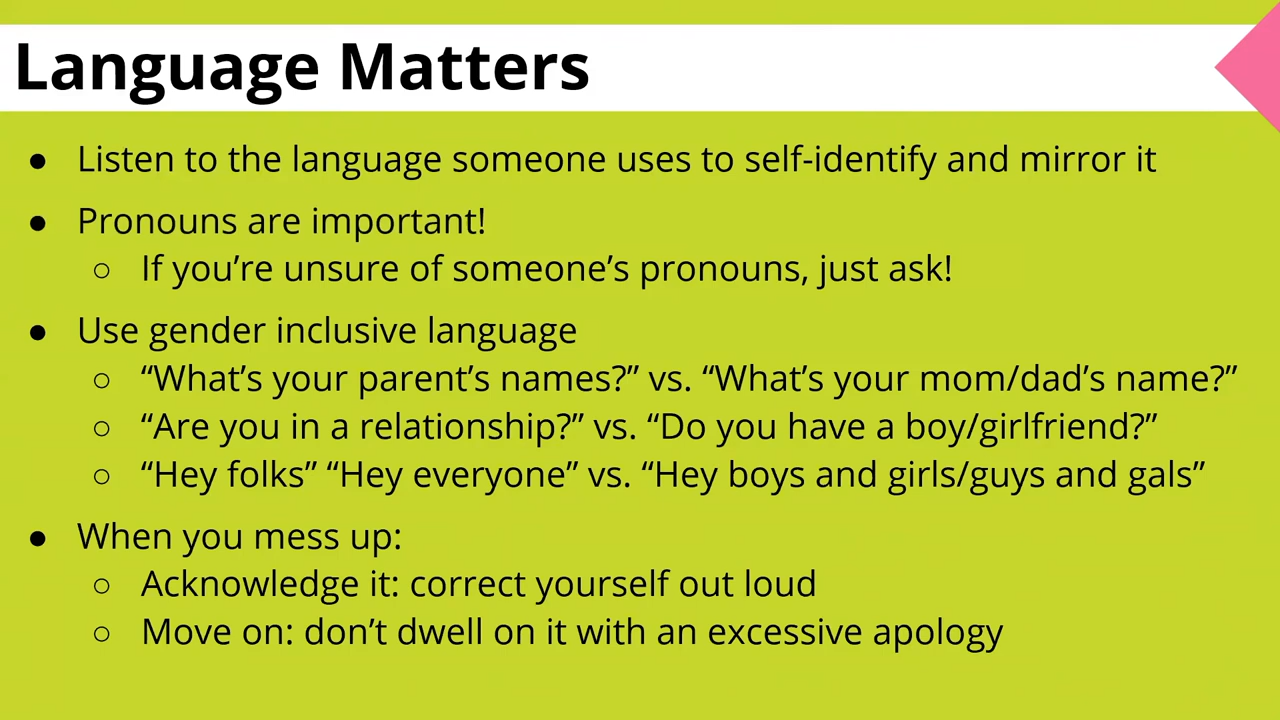 Language Matters
● Listen to the language someone uses to self-identify and mirror it
● Pronouns are important!
○ If you’re unsure of someone’s pronouns, just ask!
● Use gender inclusive language
○ “What’s your parent’s names?” vs. “What’s your mom/dad’s name?”
○ “Are you in a relationship?” vs. “Do you have a boy/girlfriend?”
○ “Hey folks” “Hey everyone” vs. “Hey boys and girls/guys and gals”
● When you mess up:
○ Acknowledge it: correct yourself out loud
○ Move on: don’t dwell on it with an excessive apology